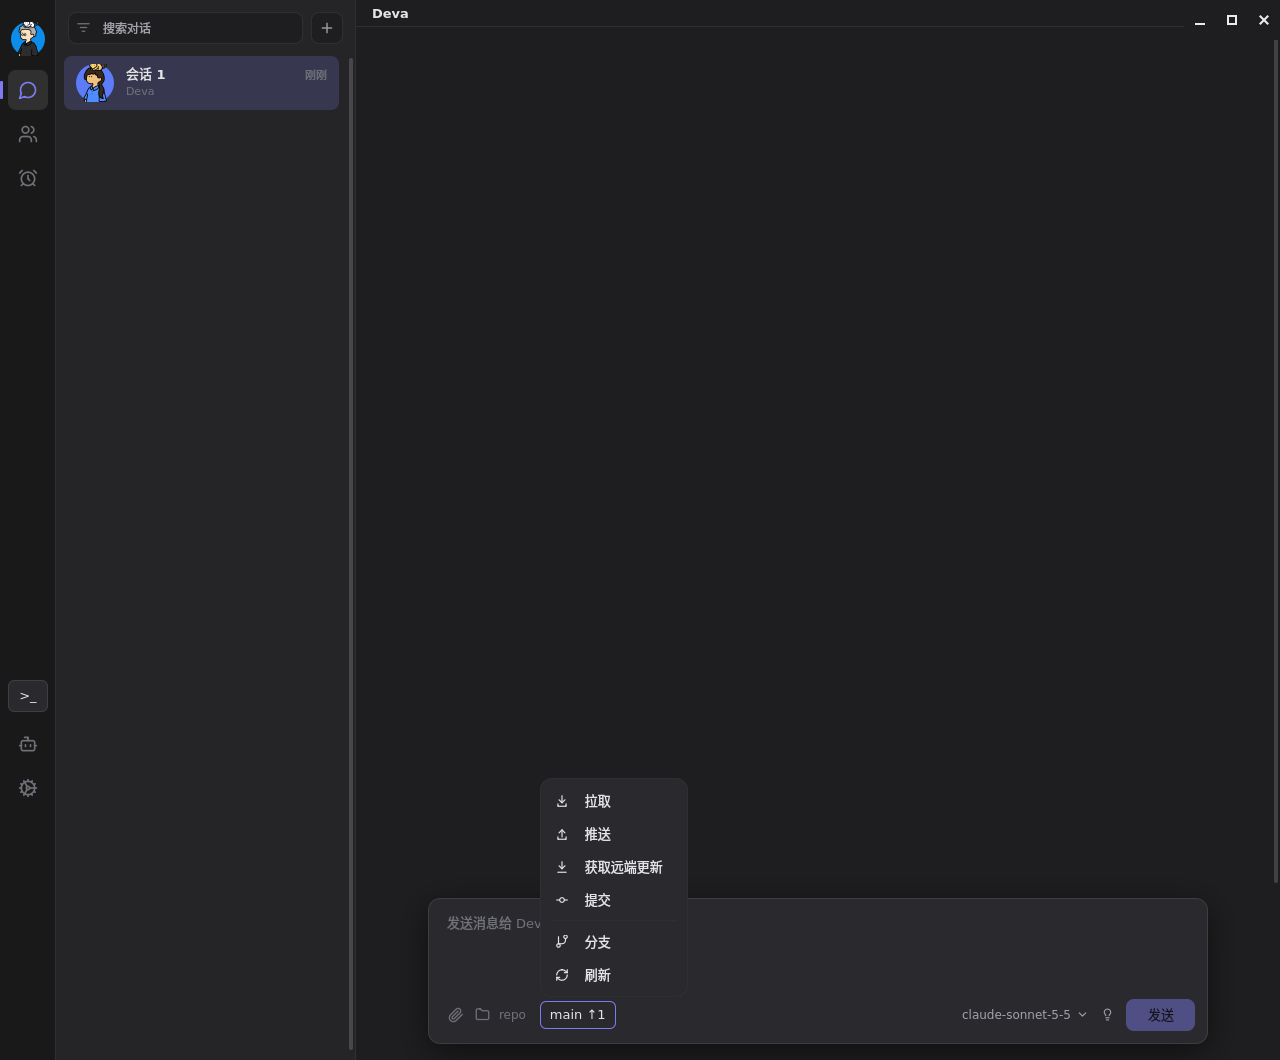 搜索对话
会话 1
刚刚
Deva
Deva
>_
拉取
推送
获取远端更新
提交
分支
刷新
发送消息给 Dev
repo
main ↑1
claude-sonnet-5-5
发送